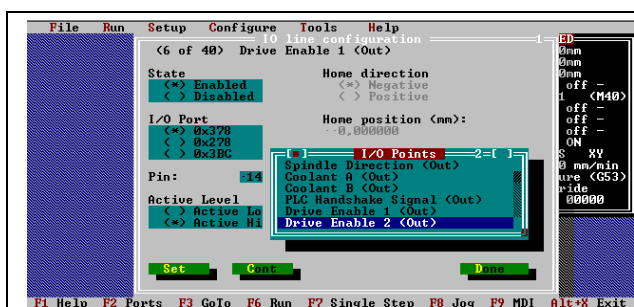 File Run Setup Configure Tools Help
IO line configuration 1
(6 of 40) Drive Enable 1 (Out)
State
(*) Enabled
( ) Disabled
Home direction
(*) Negative
( ) Positive
I/O Port
(*) 0x378
( ) 0x278
( ) 0x3BC
Home position (mm):
--0,000000
Pin: -14
Active Level
( ) Active Lo
(*) Active Hi
[■] I/O Points 2=[ ]
Spindle Direction (Out)
Coolant A (Out)
Coolant B (Out)
PLC Handshake Signal (Out)
Drive Enable 1 (Out)
Drive Enable 2 (Out)
Set Cont Done
ED
0mm
0mm
0mm
off -
1 (M40)
off -
off -
ON
S XY
0 mm/min
ure (G53)
ride
00000
F1 Help F2 Ports F3 GoTo F6 Run F7 Single Step F8 Jog F9 MDI Alt+X Exit